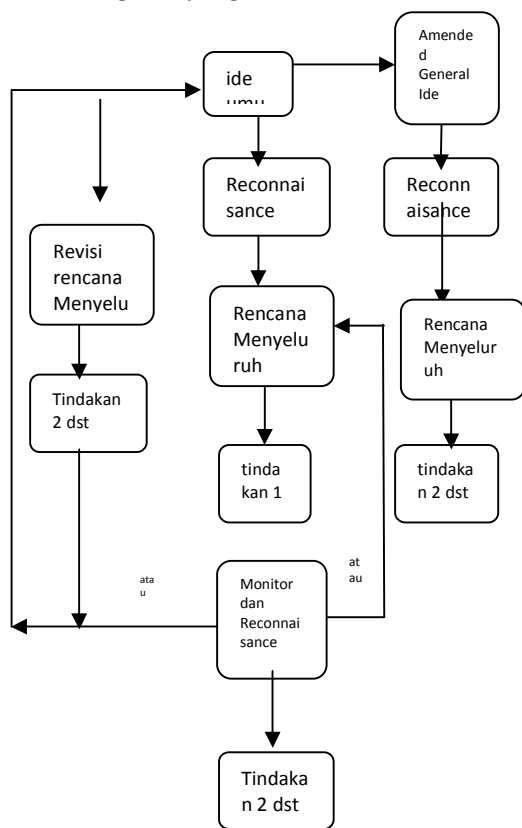 ide
Amende
d
General
Ide
Reconnai
sance
Reconn
aisance
Revisi
rencana
Menyelu
Rencana
Menyelu
ruh
Rencana
Menyelur
uh
Tindakan
2 dst
tinda
kan 1
tindaka
n 2 dst
ata
u
at
au
Monitor
dan
Reconnai
sance
Tindaka
n 2 dst